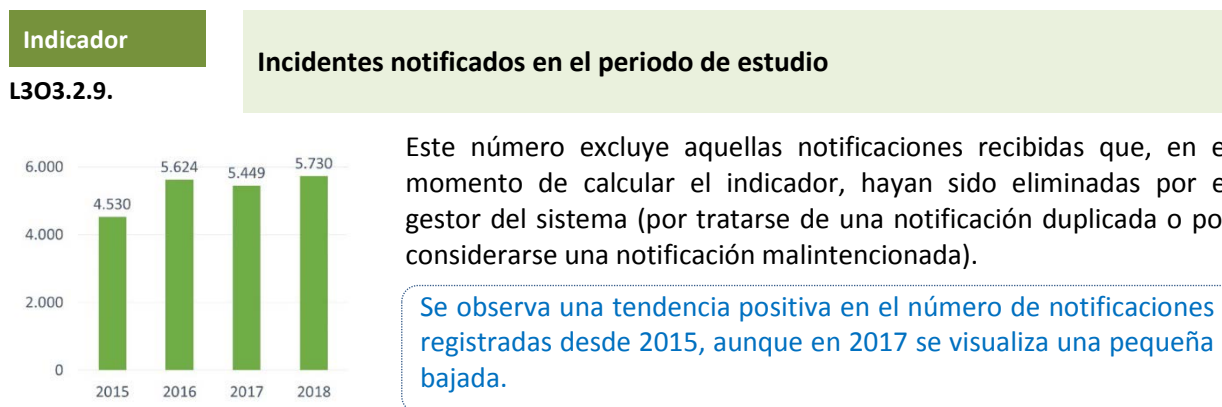 Indicador
L3O3.2.9.
Incidentes notificados en el periodo de estudio
6.000
4.000
2.000
0
4.530
5.624
5.449
5.730
2015 2016 2017 2018
Este número excluye aquellas notificaciones recibidas que, en e
momento de calcular el indicador, hayan sido eliminadas por e
gestor del sistema (por tratarse de una notificación duplicada o po
considerarse una notificación malintencionada).
Se observa una tendencia positiva en el número de notificaciones
registradas desde 2015, aunque en 2017 se visualiza una pequeña
bajada.